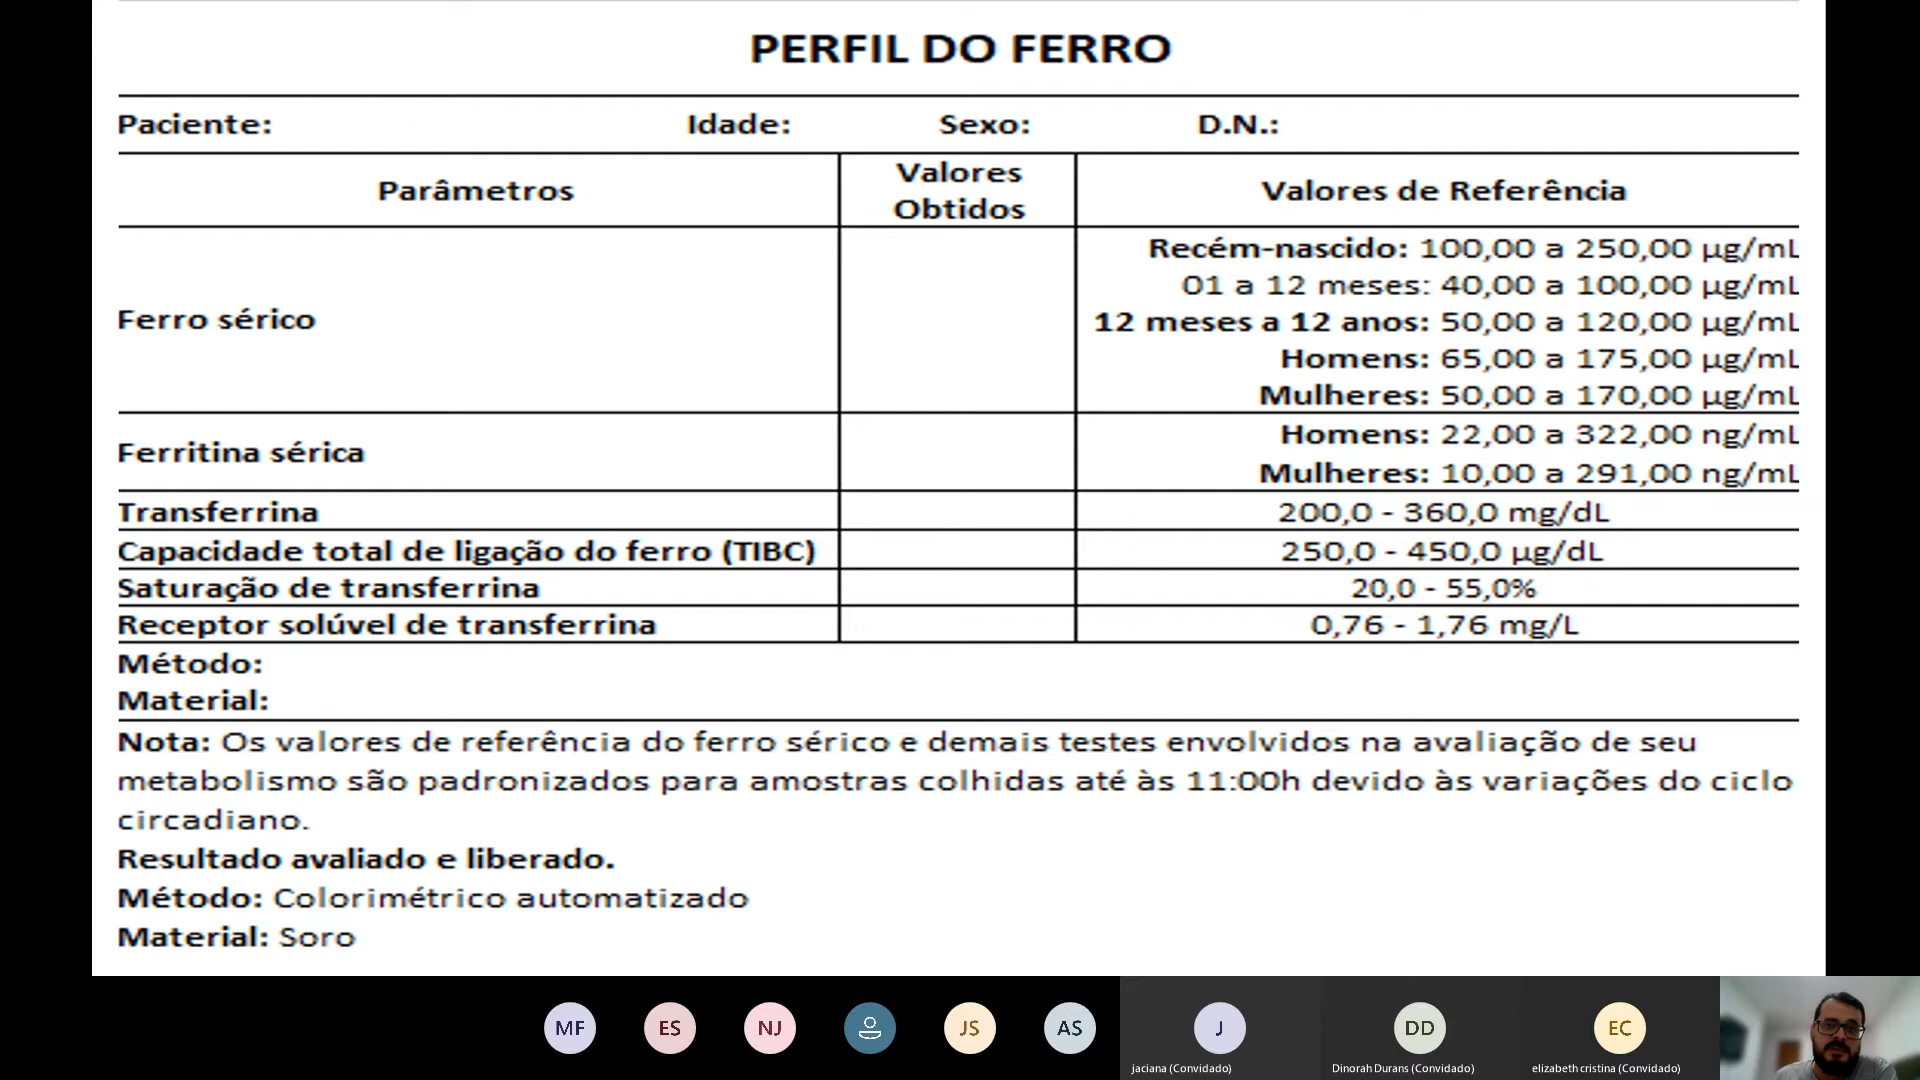 PERFIL DO FERRO
Paciente: Idade: Sexo: D.N.:
Parâmetros Valores Obtidos Valores de Referência
Ferro sérico
Recém-nascido: 100,00 a 250,00 µg/mL
01 a 12 meses: 40,00 a 100,00 µg/mL
12 meses a 12 anos: 50,00 a 120,00 µg/mL
Homens: 65,00 a 175,00 µg/mL
Mulheres: 50,00 a 170,00 µg/mL
Ferritina sérica
Homens: 22,00 a 322,00 ng/mL
Mulheres: 10,00 a 291,00 ng/mL
Transferrina 200,0 - 360,0 mg/dL
Capacidade total de ligação do ferro (TIBC) 250,0 - 450,0 µg/dL
Saturação de transferrina 20,0 - 55,0%
Receptor solúvel de transferrina 0,76 - 1,76 mg/L
Método:
Material:
Nota: Os valores de referência do ferro sérico e demais testes envolvidos na avaliação de seu
metabolismo são padronizados para amostras colhidas até às 11:00h devido às variações do ciclo
circadiano.
Resultado avaliado e liberado.
Método: Colorimétrico automatizado
Material: Soro
MF ES NJ JS AS J DD EC
jaciana (Convidado) Dinorah Durans (Convidado) elizabeth cristina (Convidado)